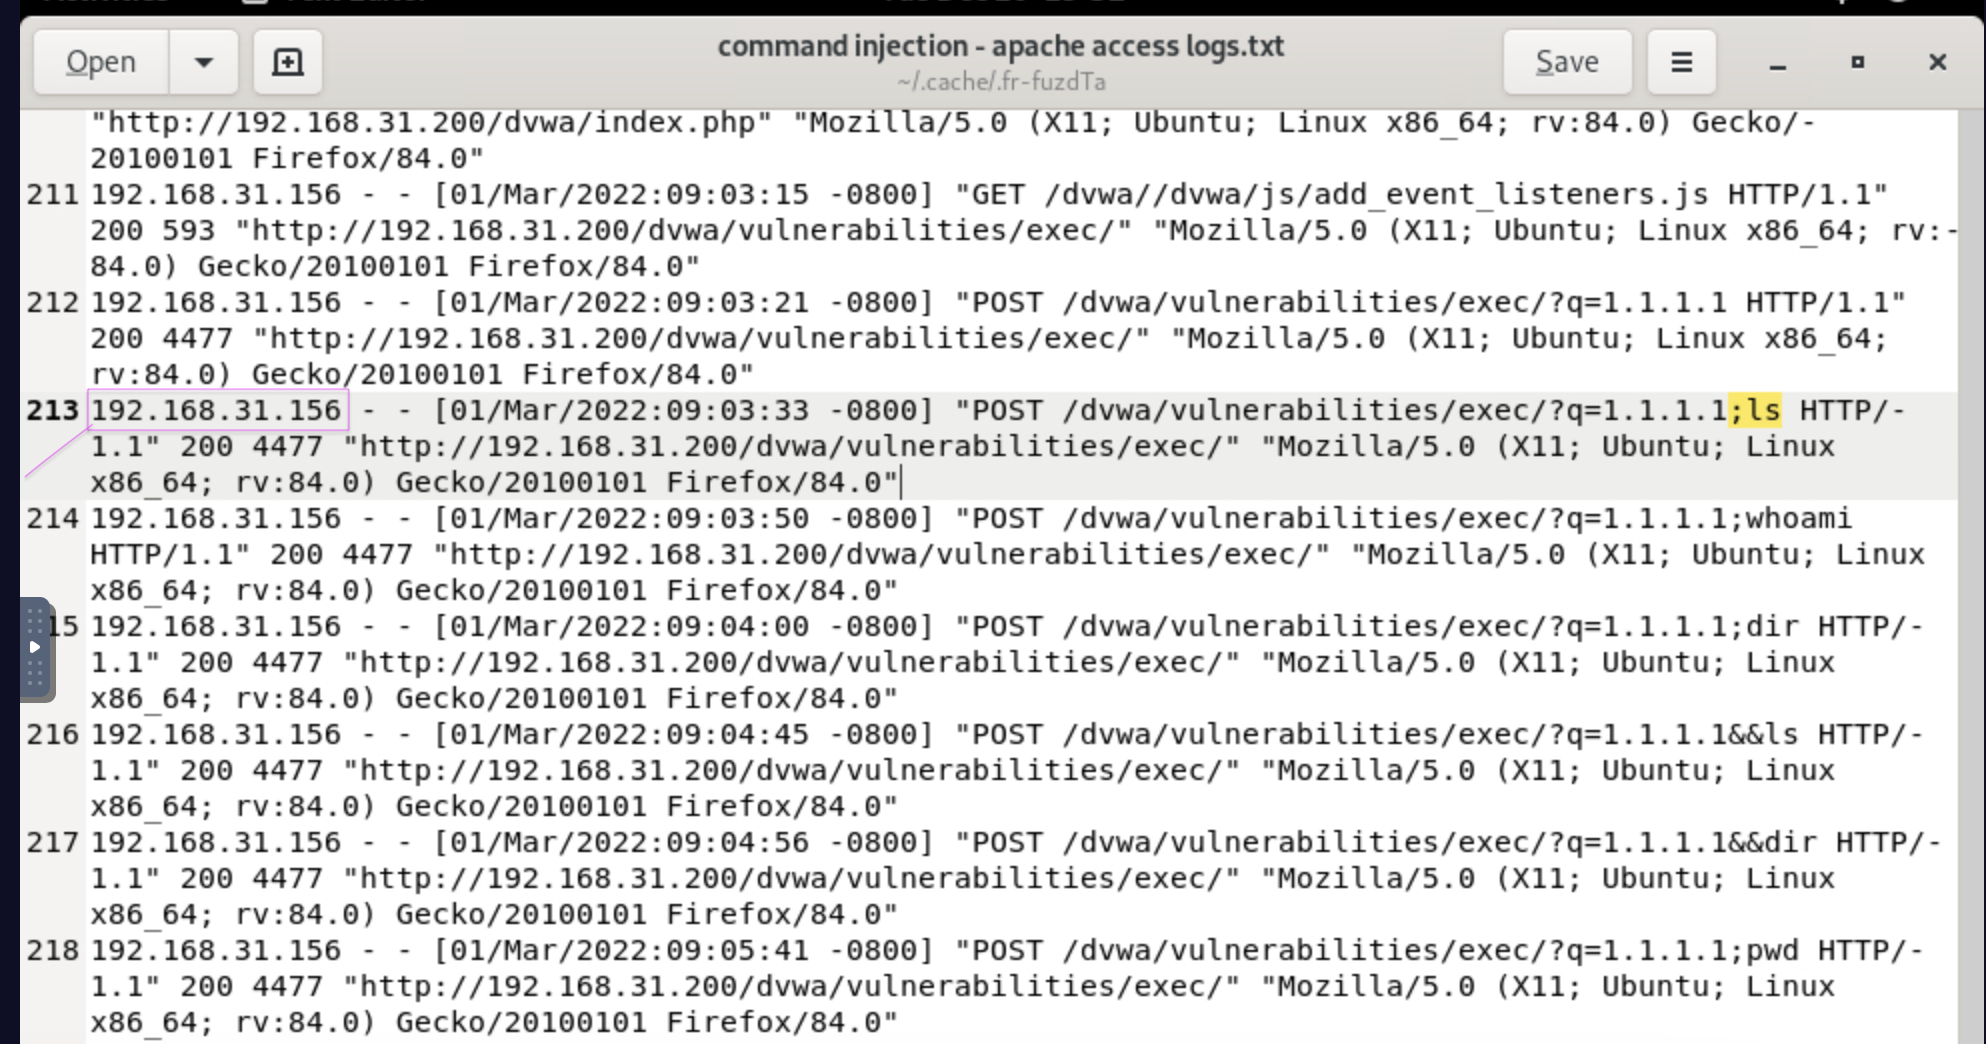 Open
command injection - apache access logs.txt
~/.cache/.fr-fuzdTa
Save
"http://192.168.31.200/dvwa/index.php" "Mozilla/5.0 (X11; Ubuntu; Linux x86_64; rv:84.0) Gecko/-
20100101 Firefox/84.0"
211 192.168.31.156 - - [01/Mar/2022:09:03:15 -0800] "GET /dvwa//dvwa/js/add_event_listeners.js HTTP/1.1"
200 593 "http://192.168.31.200/dvwa/vulnerabilities/exec/" "Mozilla/5.0 (X11; Ubuntu; Linux x86_64; rv:-
84.0) Gecko/20100101 Firefox/84.0"
212 192.168.31.156 - - [01/Mar/2022:09:03:21 -0800] "POST /dvwa/vulnerabilities/exec/?q=1.1.1.1 HTTP/1.1"
200 4477 "http://192.168.31.200/dvwa/vulnerabilities/exec/" "Mozilla/5.0 (X11; Ubuntu; Linux x86_64;
rv:84.0) Gecko/20100101 Firefox/84.0"
213 192.168.31.156 - - [01/Mar/2022:09:03:33 -0800] "POST /dvwa/vulnerabilities/exec/?q=1.1.1.1;ls HTTP/-
1.1" 200 4477 "http://192.168.31.200/dvwa/vulnerabilities/exec/" "Mozilla/5.0 (X11; Ubuntu; Linux
x86_64; rv:84.0) Gecko/20100101 Firefox/84.0"
214 192.168.31.156 - - [01/Mar/2022:09:03:50 -0800] "POST /dvwa/vulnerabilities/exec/?q=1.1.1.1;whoami
HTTP/1.1" 200 4477 "http://192.168.31.200/dvwa/vulnerabilities/exec/" "Mozilla/5.0 (X11; Ubuntu; Linux
x86_64; rv:84.0) Gecko/20100101 Firefox/84.0"
15 192.168.31.156 - - [01/Mar/2022:09:04:00 -0800] "POST /dvwa/vulnerabilities/exec/?q=1.1.1.1;dir HTTP/-
1.1" 200 4477 "http://192.168.31.200/dvwa/vulnerabilities/exec/" "Mozilla/5.0 (X11; Ubuntu; Linux
x86_64; rv:84.0) Gecko/20100101 Firefox/84.0"
216 192.168.31.156 - - [01/Mar/2022:09:04:45 -0800] "POST /dvwa/vulnerabilities/exec/?q=1.1.1.1&&ls HTTP/-
1.1" 200 4477 "http://192.168.31.200/dvwa/vulnerabilities/exec/" "Mozilla/5.0 (X11; Ubuntu; Linux
x86_64; rv:84.0) Gecko/20100101 Firefox/84.0"
217 192.168.31.156 - - [01/Mar/2022:09:04:56 -0800] "POST /dvwa/vulnerabilities/exec/?q=1.1.1.1&&dir HTTP/-
1.1" 200 4477 "http://192.168.31.200/dvwa/vulnerabilities/exec/" "Mozilla/5.0 (X11; Ubuntu; Linux
x86_64; rv:84.0) Gecko/20100101 Firefox/84.0"
218 192.168.31.156 - - [01/Mar/2022:09:05:41 -0800] "POST /dvwa/vulnerabilities/exec/?q=1.1.1.1;pwd HTTP/-
1.1" 200 4477 "http://192.168.31.200/dvwa/vulnerabilities/exec/" "Mozilla/5.0 (X11; Ubuntu; Linux
x86_64; rv:84.0) Gecko/20100101 Firefox/84.0"